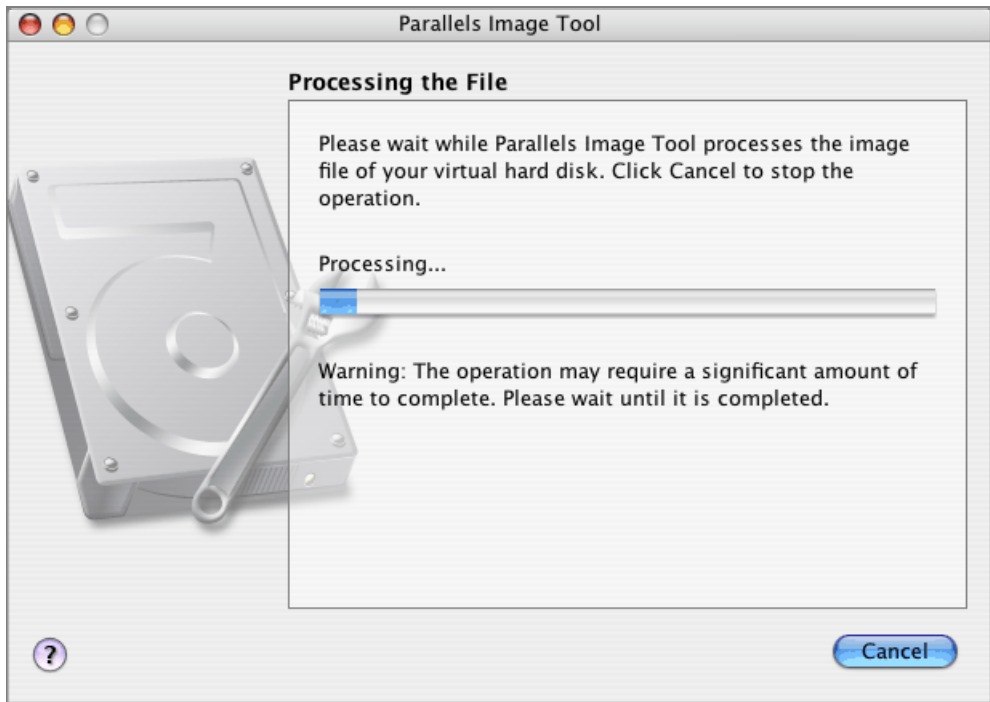 Parallels Image Tool
Processing the File
Please wait while Parallels Image Tool processes the image
file of your virtual hard disk. Click Cancel to stop the
operation.
Processing...
Warning: The operation may require a significant amount of
time to complete. Please wait until it is completed.
?
Cancel